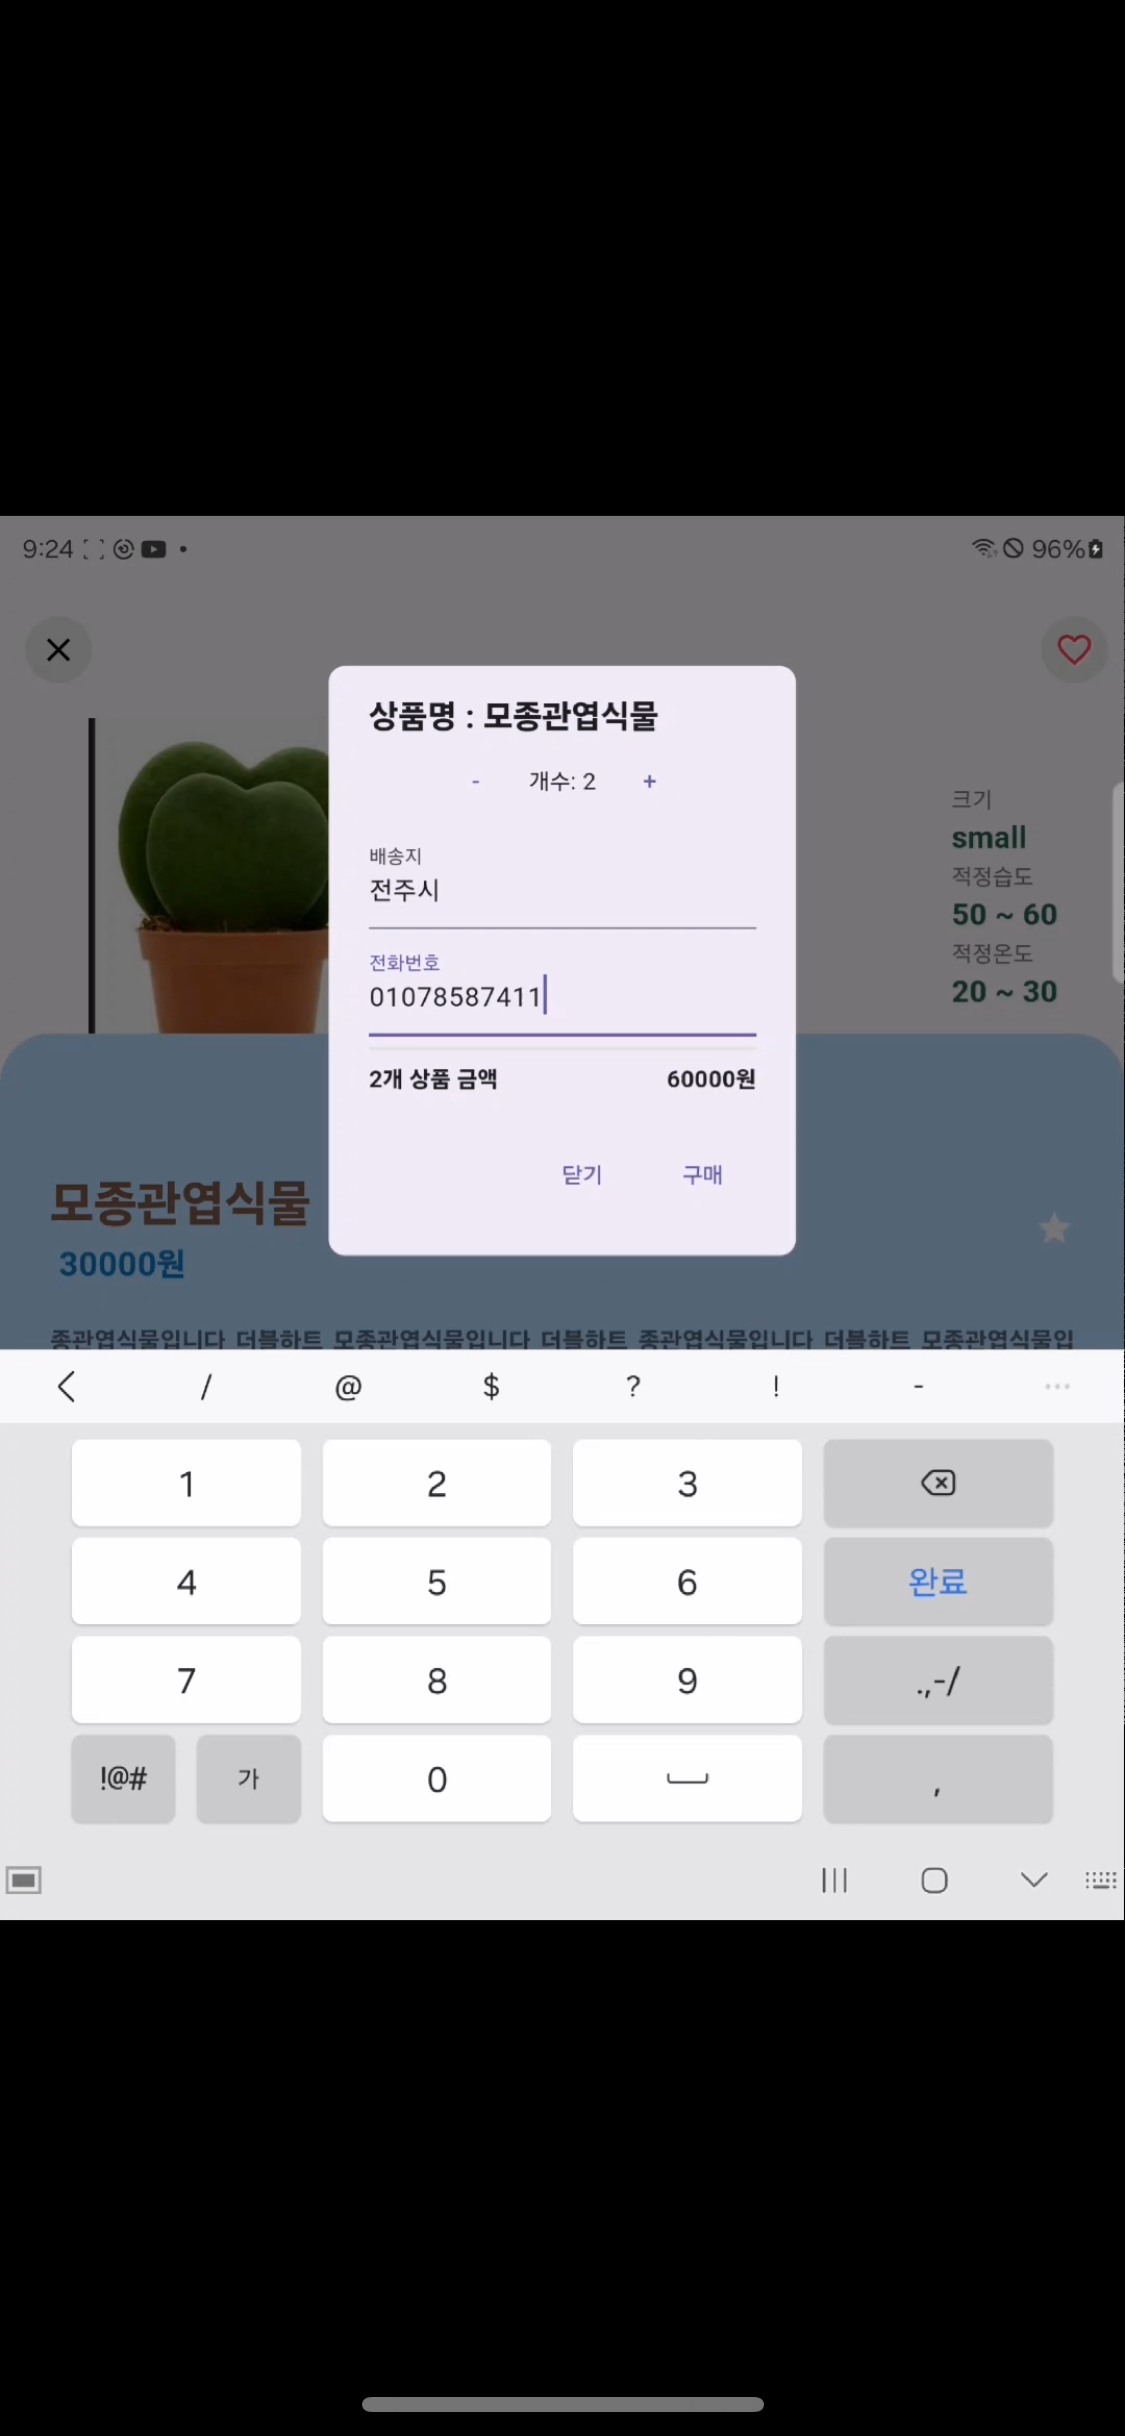 9:24
96%
상품명 : 모종관엽식물
- 개수: 2 +
배송지
전주시
전화번호
01078587411
2개 상품 금액 60000원
닫기 구매
크기
small
적정습도
50 ~ 60
적정온도
20 ~ 30
모종관엽식물
30000원
종관엽식물입니다 더블하트 모종관엽식물입니다 더블하트 종관엽식물입니다 더블하트 모종관엽식물입
/ @ $ ? ! -
1 2 3
4 5 6 완료
7 8 9 .,-/
!@# 가 0 ,